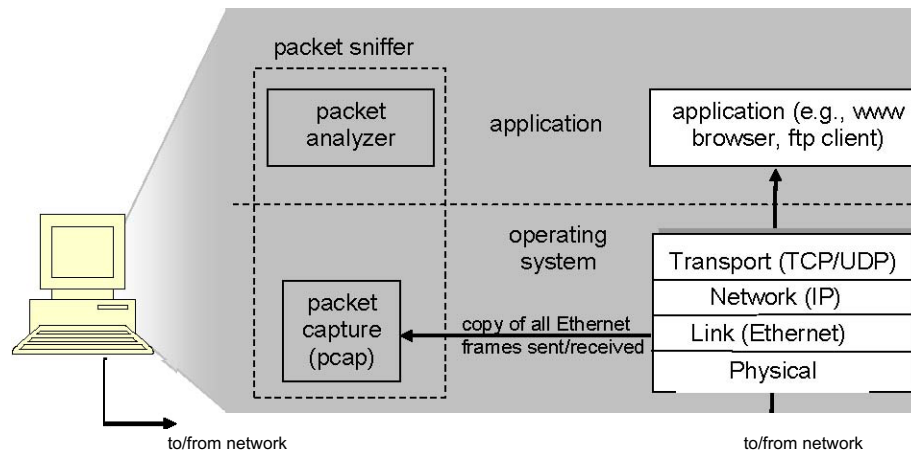 packet sniffer
packet
analyzer
application
application (e.g., www
browser, ftp client)
operating
system
packet
capture
(pcap)
copy of all Ethernet
frames sent/received
Transport (TCP/UDP)
Network (IP)
Link (Ethernet)
Physical
to/from network
to/from network